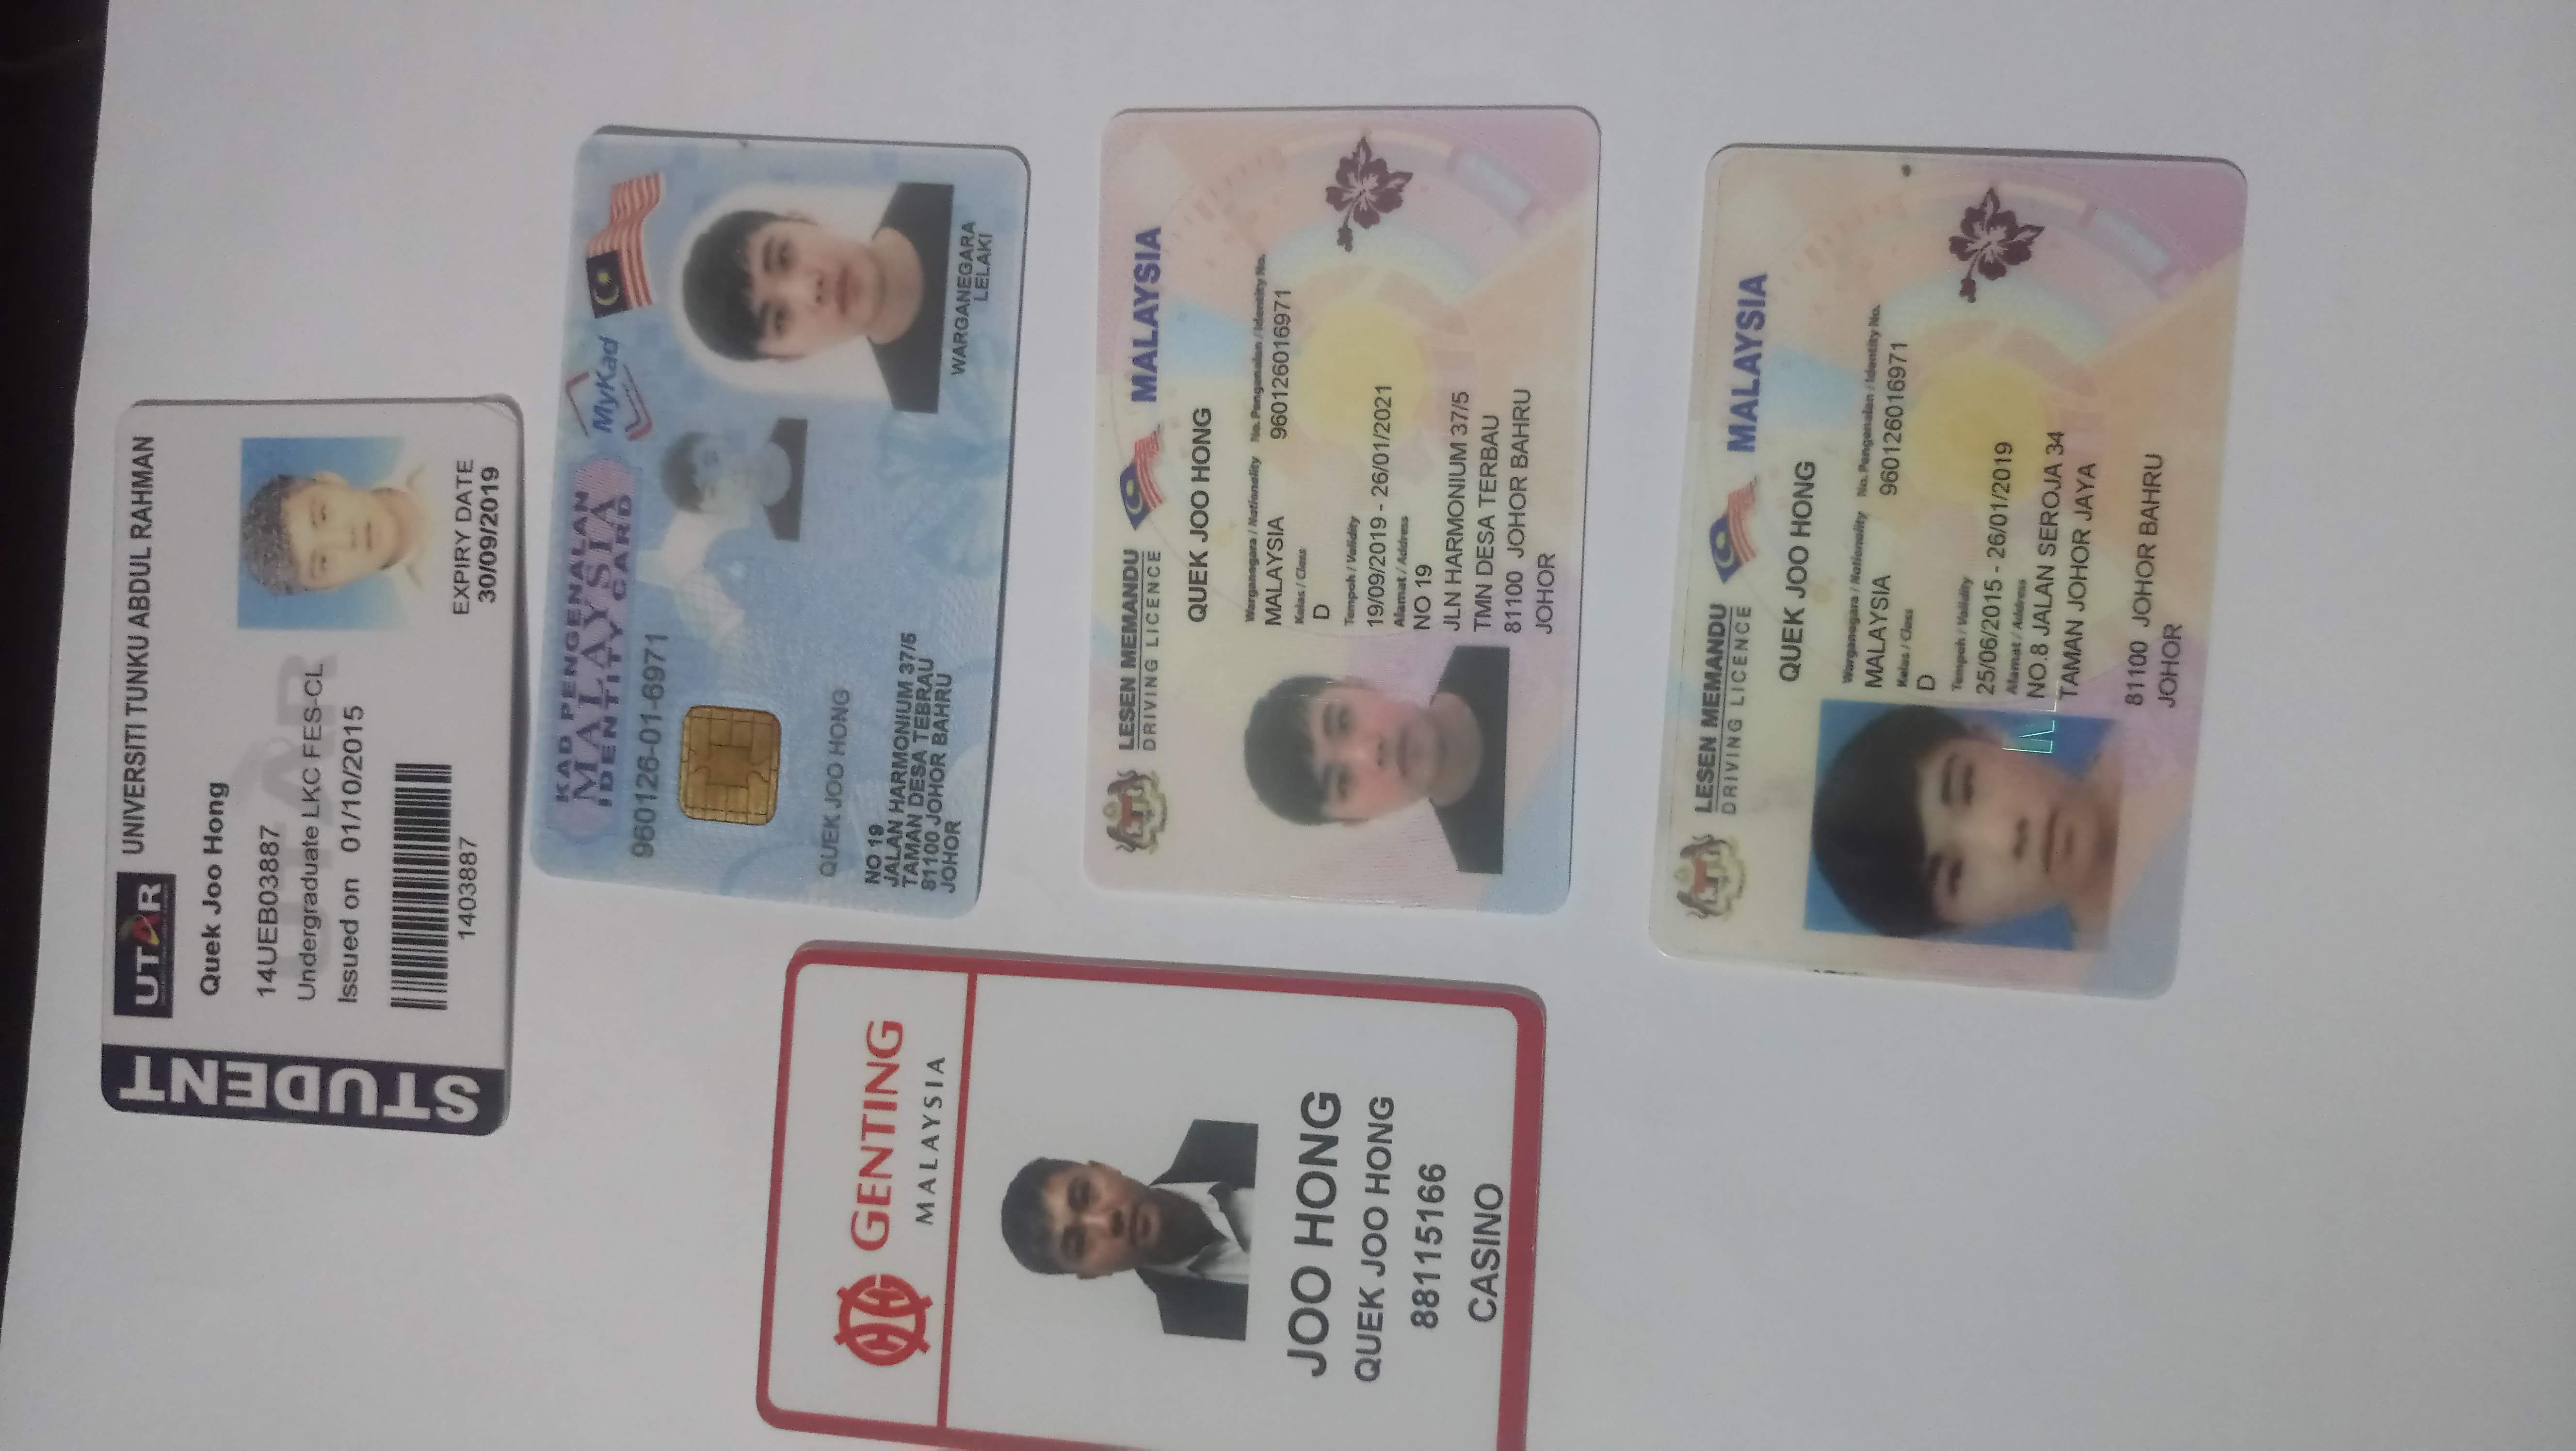 STUDENT
UTAR
UNIVERSITI TUNKU ABDUL RAHMAN
Quek Joo Hong
14UEB03887
Undergraduate LKC FES-CL
Issued on 01/10/2015
1403887
EXPIRY DATE
30/09/2019
KAD PENGENALAN
MALAYSIA
IDENTITY CARD
MyKad
960126-01-6971
QUEK JOO HONG
NO 19
JALAN HARMONIUM 37/5
TAMAN DESA TEBRAU
81100 JOHOR BAHRU
JOHOR
WARGANEGARA
LELAKI
GENTING
MALAYSIA
JOO HONG
QUEK JOO HONG
88115166
CASINO
LESEN MEMANDU
DRIVING LICENCE
MALAYSIA
QUEK JOO HONG
Warganegara / Nationality No. Pengenalan / Identity No.
MALAYSIA 960126016971
Kelas / Class
D
Tempoh / Validity
19/09/2019 - 26/01/2021
Alamat / Address
NO 19
JLN HARMONIUM 37/5
TMN DESA TERBAU
81100 JOHOR BAHRU
JOHOR
LESEN MEMANDU
DRIVING LICENCE
MALAYSIA
QUEK JOO HONG
Warganegara / Nationality No. Pengenalan / Identity No.
MALAYSIA 960126016971
Kelas / Class
D
Tempoh / Validity
25/06/2015 - 26/01/2019
Alamat / Address
NO.8 JALAN SEROJA 34
TAMAN JOHOR JAYA
81100 JOHOR BAHRU
JOHOR